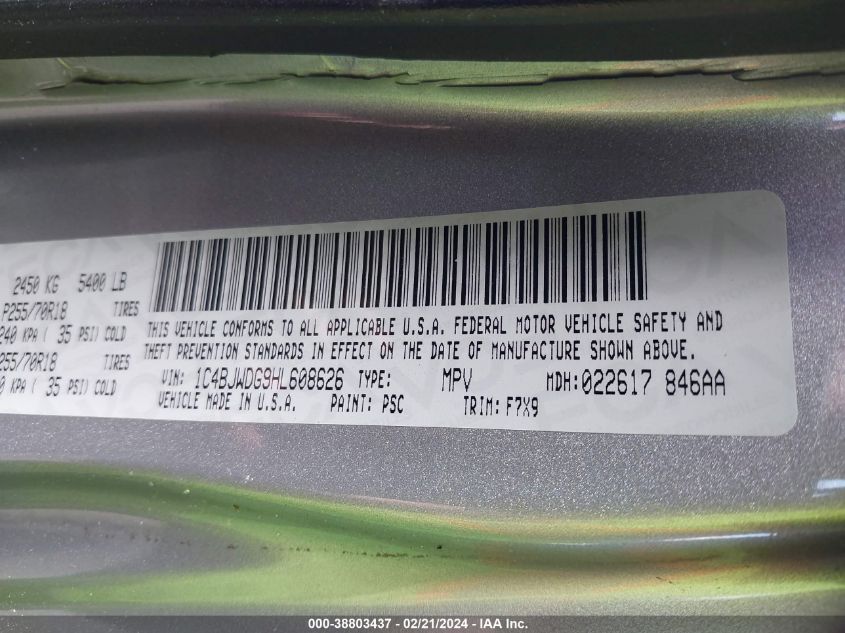 2450 KG 5400 LB
P255/70R18 TIRES
240 KPA ( 35 PSI) COLD
255/70R18 TIRES
0 KPA ( 35 PSI) COLD
THIS VEHICLE CONFORMS TO ALL APPLICABLE U.S.A. FEDERAL MOTOR VEHICLE SAFETY AND
THEFT PREVENTION STANDARDS IN EFFECT ON THE DATE OF MANUFACTURE SHOWN ABOVE.
VIN: 1C4BJWDG9HL608626 TYPE: MPV MDH:022617 846AA
VEHICLE MADE IN U.S.A. PAINT: PSC TRIM: F7X9
000-38803437 - 02/21/2024 - IAA Inc.